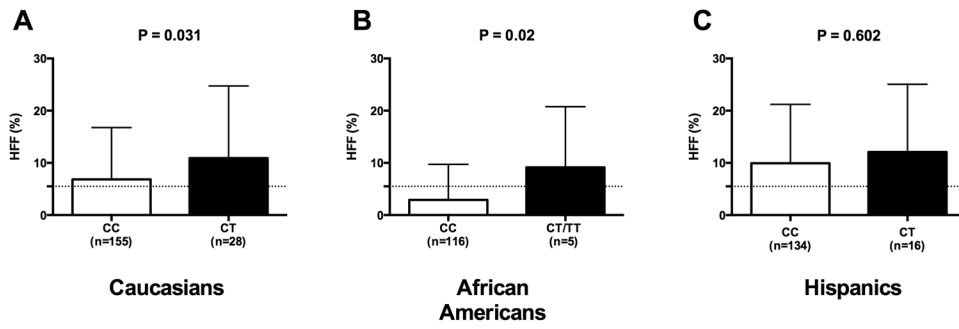 A
P = 0.031
30
20
10
0
HFF (%)
CC
(n=155)
CT
(n=28)
Caucasians
B
P = 0.02
30
20
10
0
HFF (%)
CC
(n=116)
CT/TT
(n=5)
African
Americans
C
P = 0.602
30
20
10
0
HFF (%)
CC
(n=134)
CT
(n=16)
Hispanics